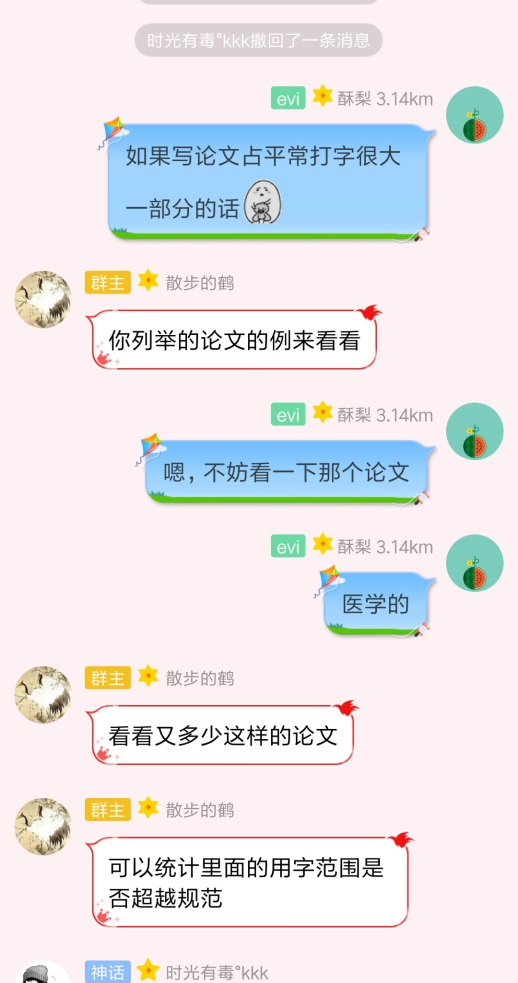 时光有毒°kkk撤回了一条消息
evi 酥梨 3.14km
如果写论文占平常打字很大
一部分的话
群主 散步的鹤
你列举的论文的例来看看
evi 酥梨 3.14km
嗯，不妨看一下那个论文
evi 酥梨 3.14km
医学的
群主 散步的鹤
看看又多少这样的论文
群主 散步的鹤
可以统计里面的用字范围是
否超越规范
神话 时光有毒°kkk